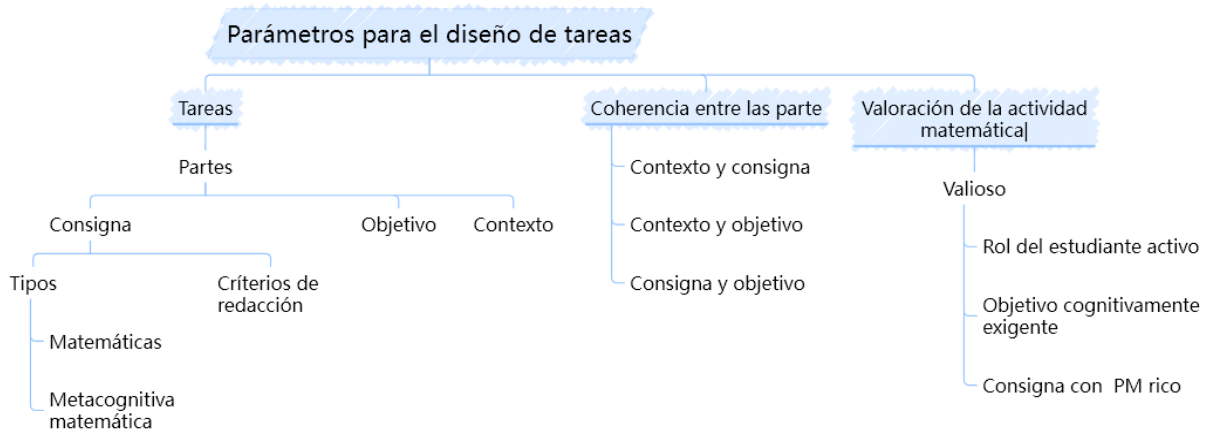 Parámetros para el diseño de tareas
Tareas
Coherencia entre las parte
Valoración de la actividad
matemática|
Partes
Contexto y consigna
Valioso
Consigna
Objetivo
Contexto
Contexto y objetivo
Rol del estudiante activo
Tipos
Críterios de
redacción
Consigna y objetivo
Objetivo cognitivamente
exigente
Matemáticas
Consigna con  PM rico
Metacognitiva
matemática